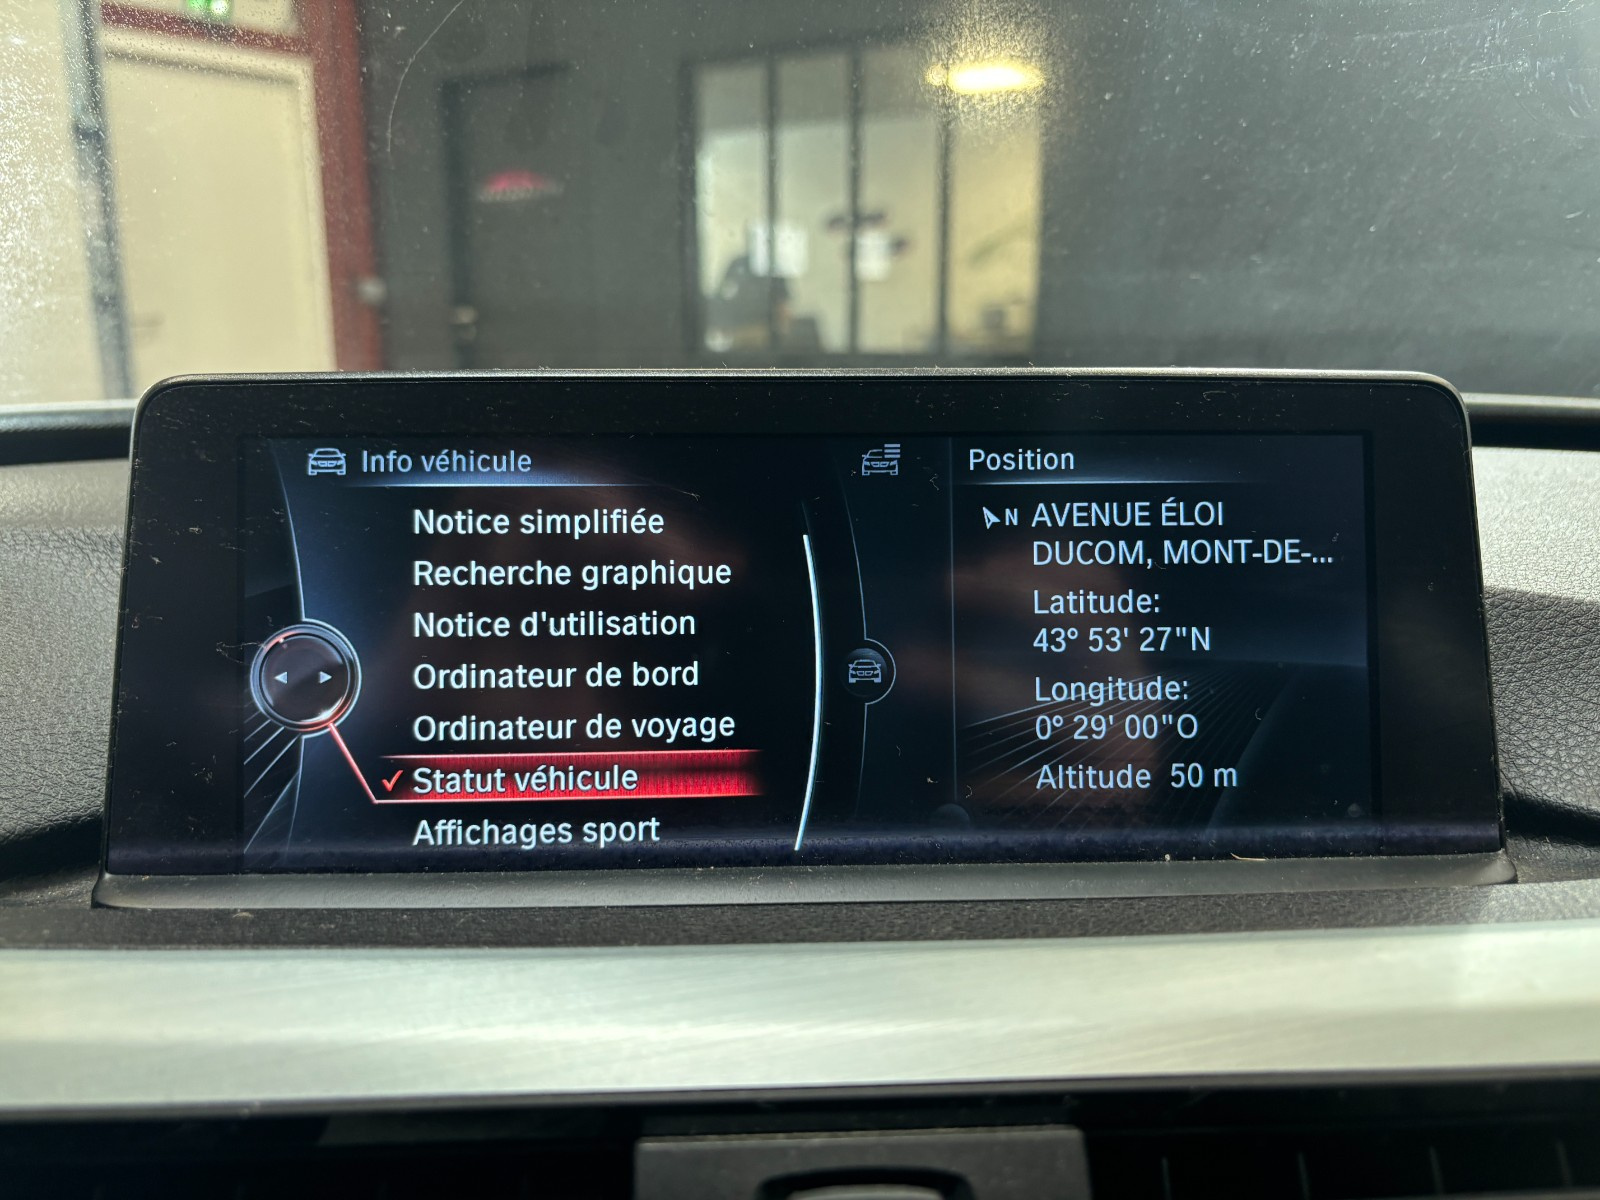 Info véhicule
Notice simplifiée
Recherche graphique
Notice d'utilisation
Ordinateur de bord
Ordinateur de voyage
Statut véhicule
Affichages sport
Position
N AVENUE ÉLOI
DUCOM, MONT-DE-...
Latitude:
43° 53' 27"N
Longitude:
0° 29' 00"O
Altitude 50 m